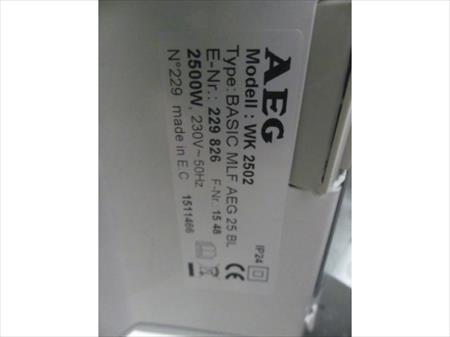 AEG
Modell : WK 2502
Type: BASIC MLF AEG 25 BL
E-Nr.: 229 826 F-Nr.: 15 48
2500W, 230V~50Hz
N°229 made in E C 1511466
IP24
CE